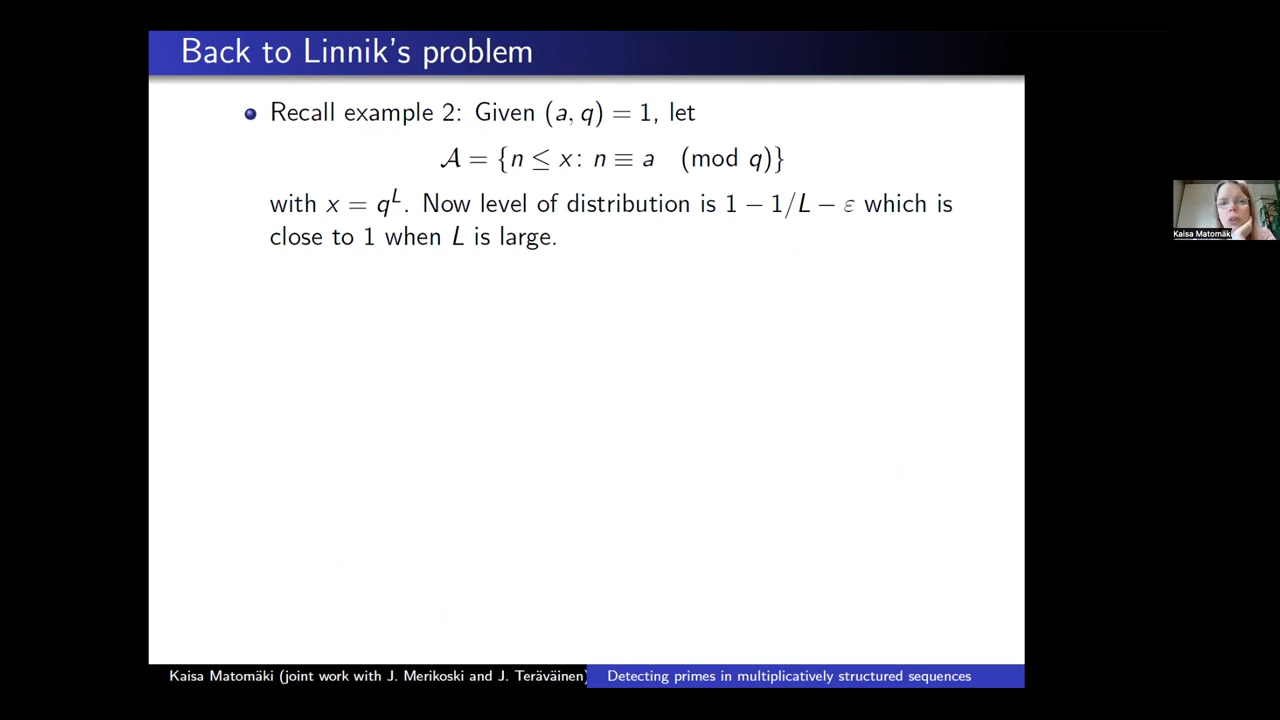 Back to Linnik's problem
Recall example 2: Given (a, q) = 1, let
𝒜 = {n ≤ x: n ≡ a (mod q)}
with x = q^L. Now level of distribution is 1 − 1/L − ε which is
close to 1 when L is large.
Kaisa Matomäki
Kaisa Matomäki (joint work with J. Merikoski and J. Teräväinen)
Detecting primes in multiplicatively structured sequences